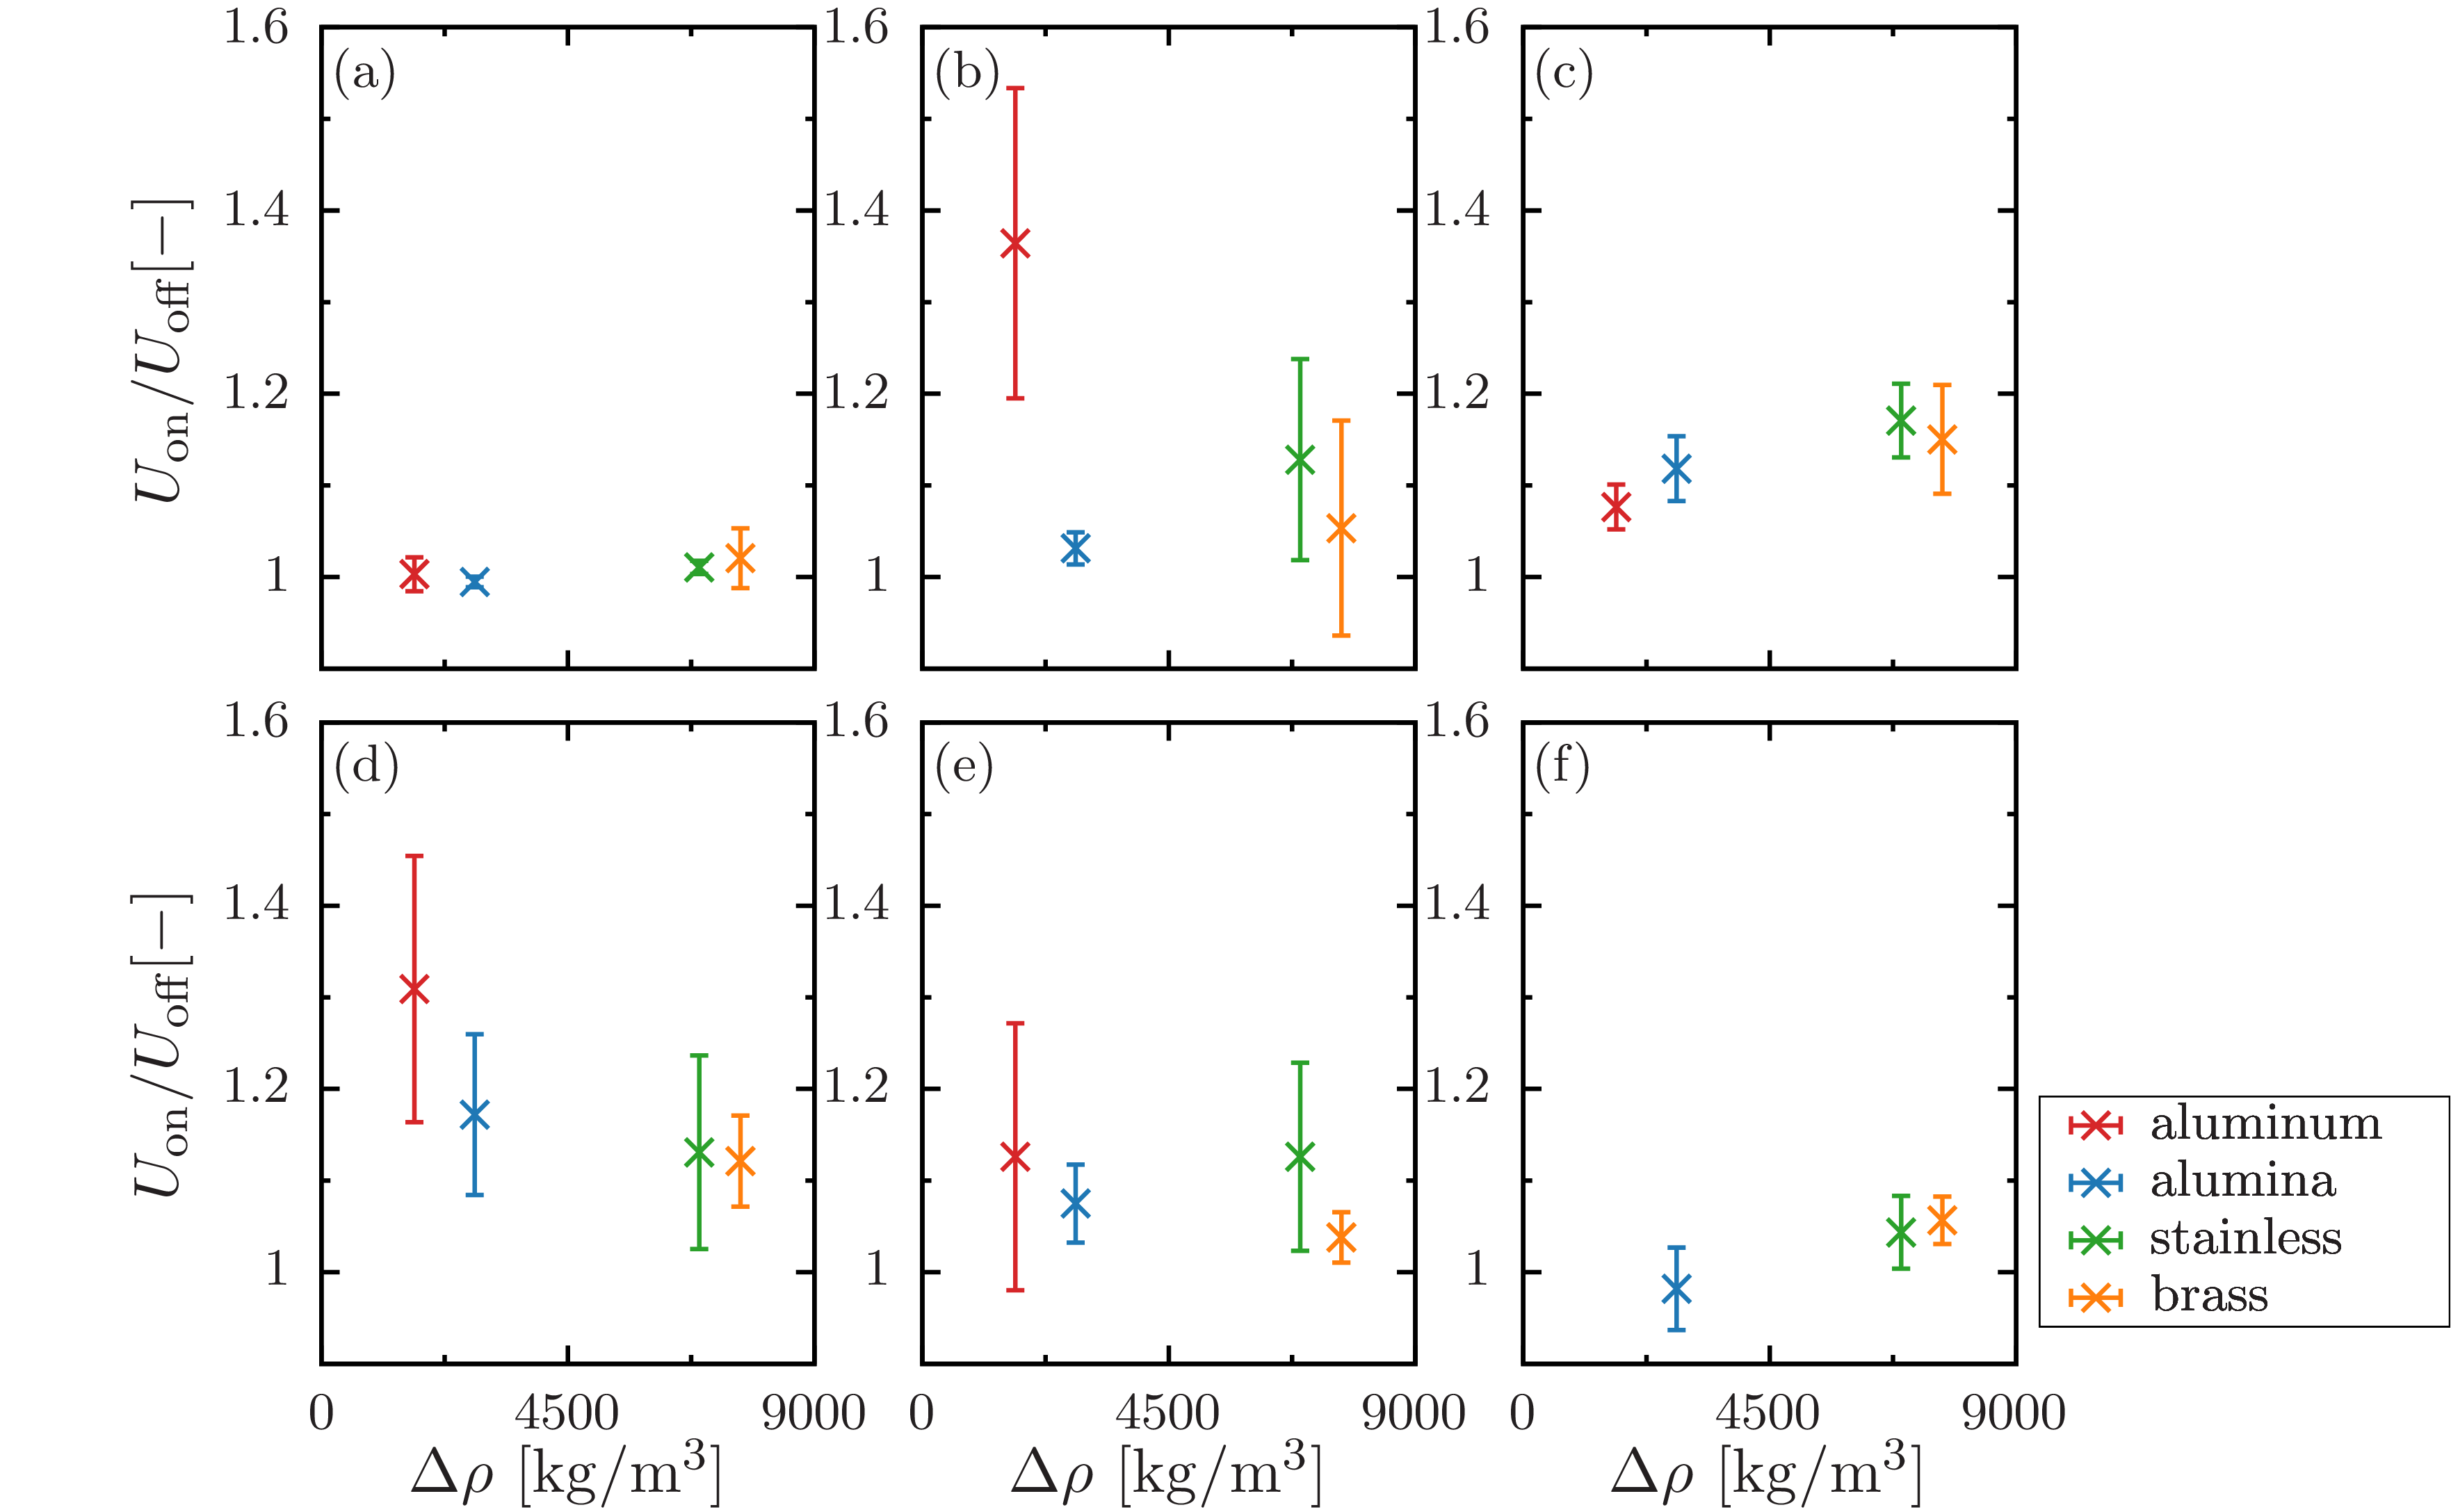 1.6 1.6 1.6
(a) (b) (c)
1.4 1.4 1.4
U_on/U_off[−]
1.2 1.2 1.2
1 1 1
1.6 1.6 1.6
(d) (e) (f)
1.4 1.4 1.4
U_on/U_off[−]
1.2 1.2 1.2
1 1 1
aluminum
alumina
stainless
brass
0 4500 9000 0 4500 9000 0 4500 9000
Δρ [kg/m³] Δρ [kg/m³] Δρ [kg/m³]